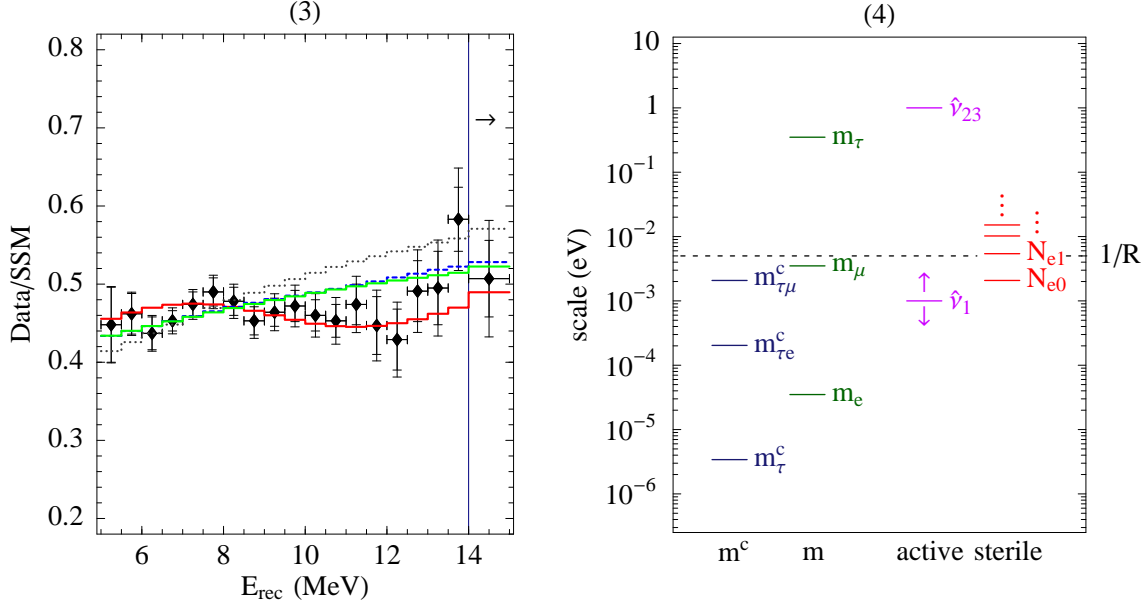 (3)
Data/SSM
0.8
0.7
0.6
0.5
0.4
0.3
0.2
→
6
8
10
12
14
E_rec (MeV)
(4)
scale (eV)
10
1
10⁻¹
10⁻²
10⁻³
10⁻⁴
10⁻⁵
10⁻⁶
ν̂₂₃
m_τ
N_e1
1/R
m_μ
m^c_τμ
N_e0
ν̂₁
m^c_τe
m_e
m^c_τ
m^c
m
active
sterile